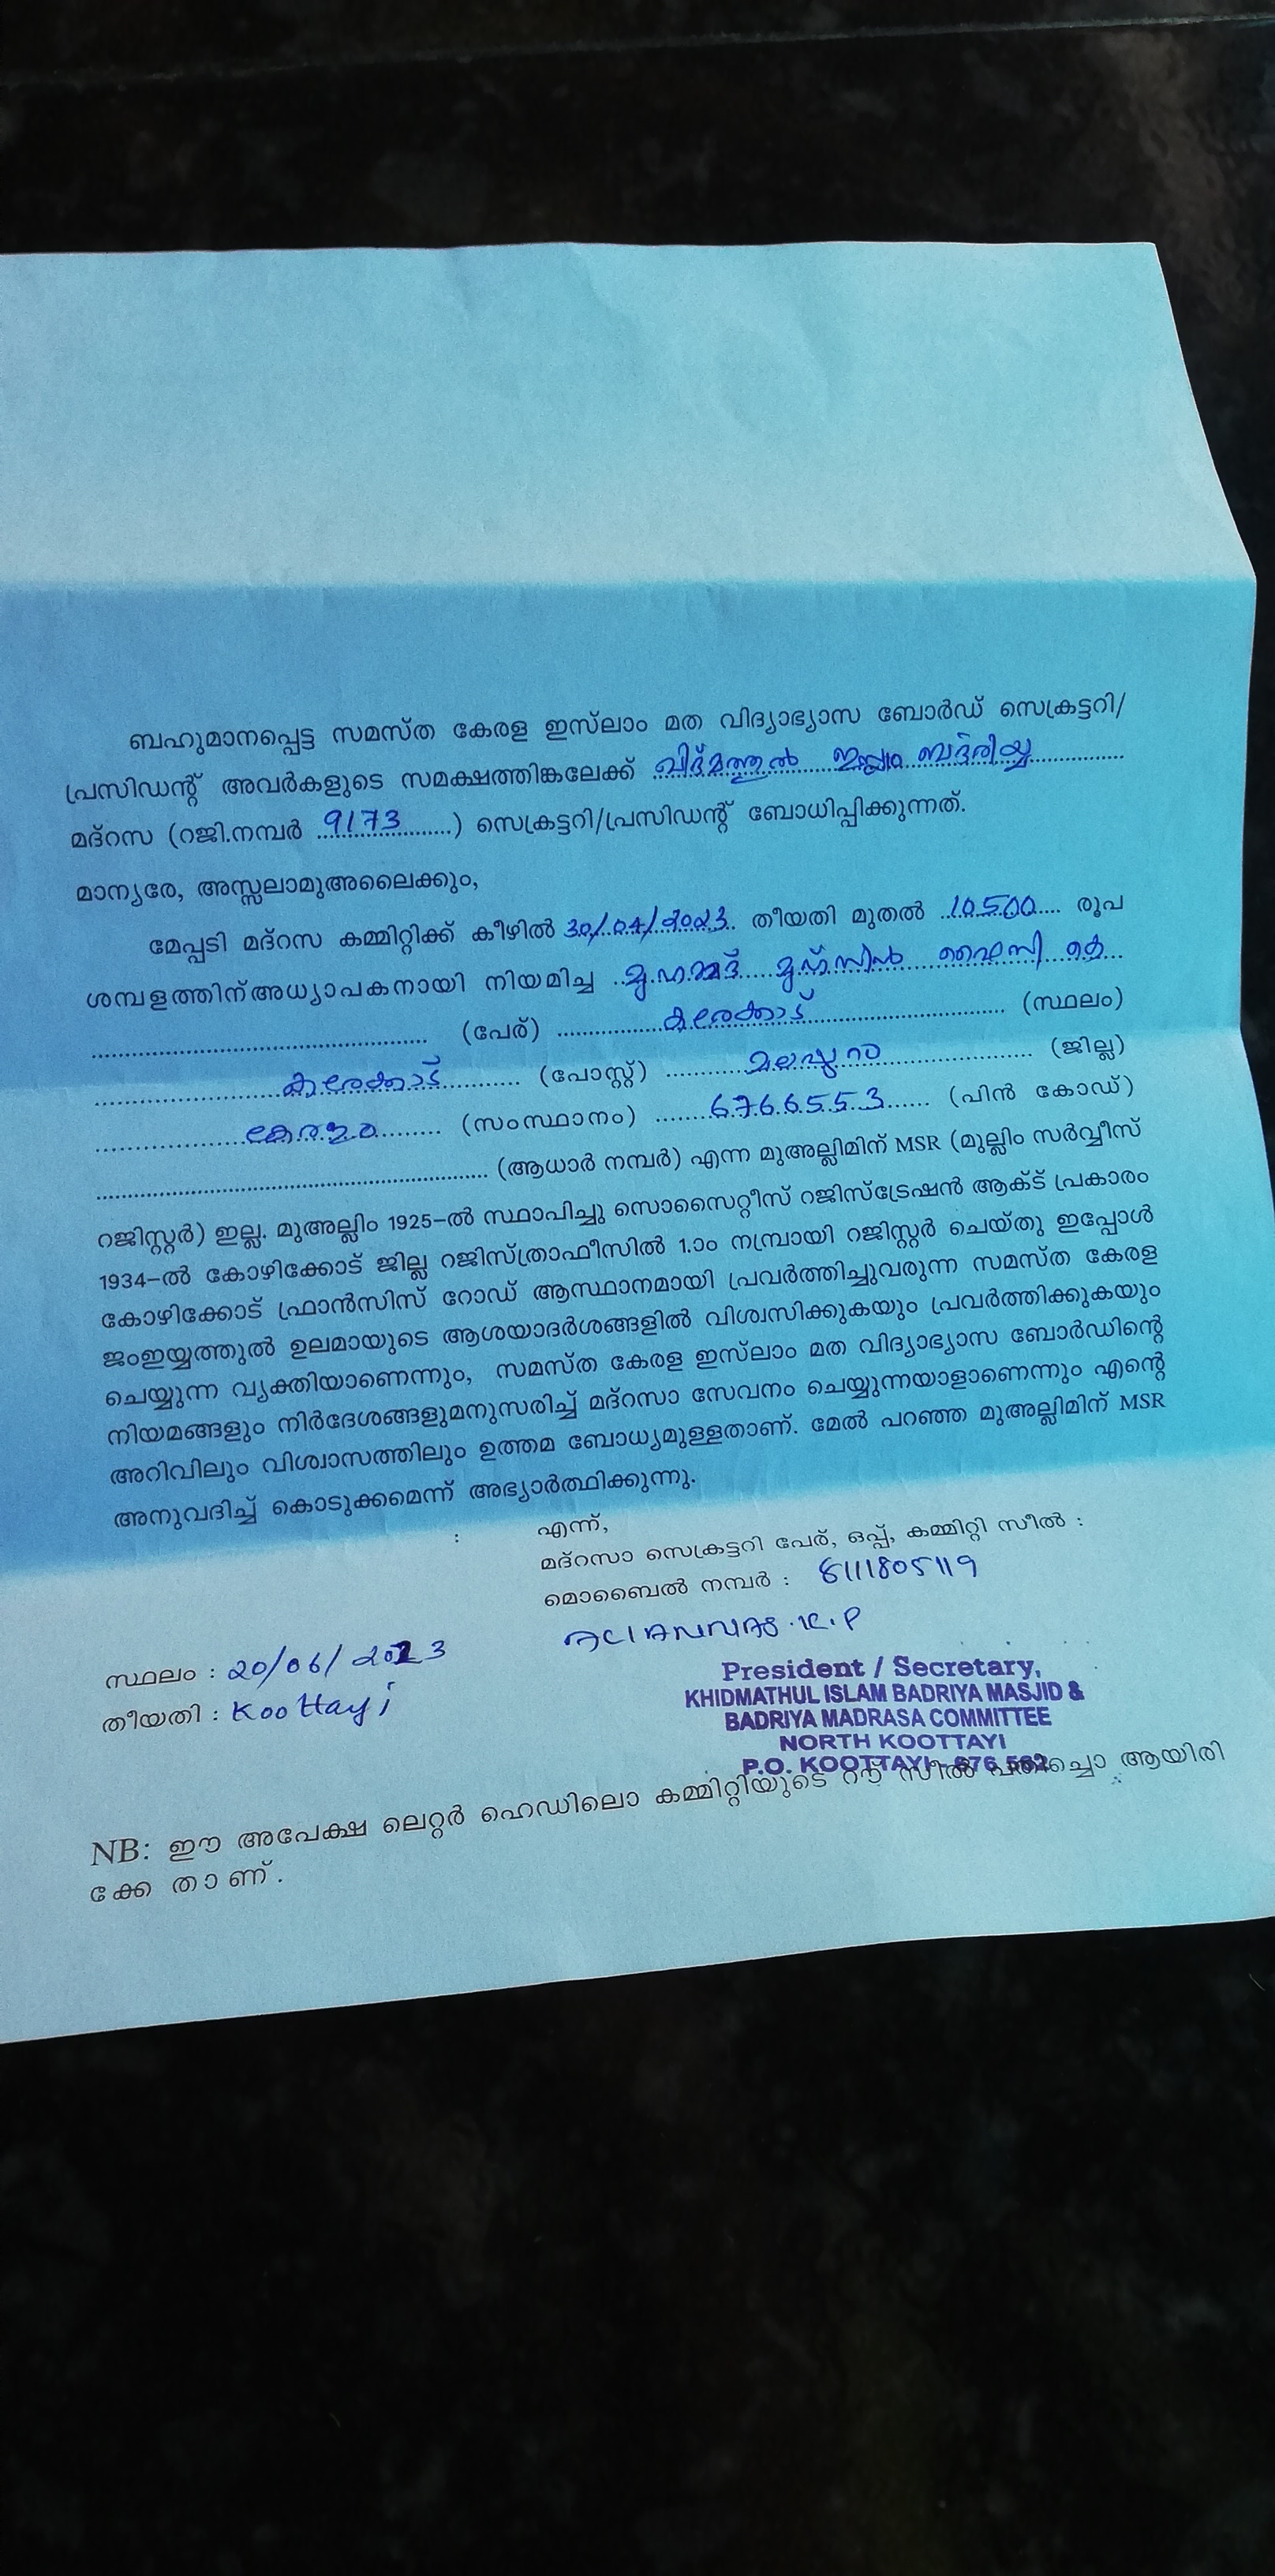 ബഹുമാനപ്പെട്ട സമസ്ത കേരള ഇസ്‌ലാം മത വിദ്യാഭ്യാസ ബോർഡ് സെക്രട്ടറി/
പ്രസിഡന്റ് അവർകളുടെ സമക്ഷത്തിങ്കലേക്ക് ഖിദ്മത്തുൽ ഇസ്ലാം ബദ്‌രിയ്യ
മദ്റസ (റജി.നമ്പർ 9173) സെക്രട്ടറി/പ്രസിഡന്റ് ബോധിപ്പിക്കുന്നത്.
മാന്യരേ, അസ്സലാമുഅലൈക്കും,
മേപ്പടി മദ്റസ കമ്മിറ്റിക്ക് കീഴിൽ 30/04/2023 തീയതി മുതൽ 10500 രൂപ
ശമ്പളത്തിന്അധ്യാപകനായി നിയമിച്ച മുഹമ്മദ് മുഹ്സിൻ ഫൈസി കെ
(പേര്) കരേക്കാട് (സ്ഥലം)
കരേക്കാട് (പോസ്റ്റ്) മലപ്പുറം (ജില്ല)
കേരളം (സംസ്ഥാനം)6766553 (പിൻ കോഡ്)
(ആധാർ നമ്പർ) എന്ന മുഅല്ലിമിന് MSR (മുല്ലിം സർവ്വീസ്
റജിസ്റ്റർ) ഇല്ല. മുഅല്ലിം 1925-ൽ സ്ഥാപിച്ചു സൊസൈറ്റീസ് റജിസ്ട്രേഷൻ ആക്ട് പ്രകാരം
1934-ൽ കോഴിക്കോട് ജില്ല റജിസ്ത്രാഫീസിൽ 1.ാം നമ്പ്രായി റജിസ്റ്റർ ചെയ്തു ഇപ്പോൾ
കോഴിക്കോട് ഫ്രാൻസിസ് റോഡ് ആസ്ഥാനമായി പ്രവർത്തിച്ചുവരുന്ന സമസ്ത കേരള
ജംഇയ്യത്തുൽ ഉലമായുടെ ആശയാദർശങ്ങളിൽ വിശ്വസിക്കുകയും പ്രവർത്തിക്കുകയും
ചെയ്യുന്ന വ്യക്തിയാണെന്നും, സമസ്ത കേരള ഇസ്‌ലാം മത വിദ്യാഭ്യാസ ബോർഡിന്റെ
നിയമങ്ങളും നിർദേശങ്ങളുമനുസരിച്ച് മദ്റസാ സേവനം ചെയ്യുന്നയാളാണെന്നും എന്റെ
അറിവിലും വിശ്വാസത്തിലും ഉത്തമ ബോധ്യമുള്ളതാണ്. മേൽ പറഞ്ഞ മുഅല്ലിമിന് MSR
അനുവദിച്ച് കൊടുക്കമെന്ന് അഭ്യാർത്ഥിക്കുന്നു.
: എന്ന്,
മദ്റസാ സെക്രട്ടറി പേര്, ഒപ്പ്, കമ്മിറ്റി സീൽ :
മൊബൈൽ നമ്പർ : 8111805119
K.P
സ്ഥലം : 20/06/2023
തീയതി : Koottayi
President / Secretary,
KHIDMATHUL ISLAM BADRIYA MASJID &
BADRIYA MADRASA COMMITTEE
NORTH KOOTTAYI
P.O. KOOTTAYI - 676 562
NB: ഈ അപേക്ഷ ലെറ്റർ ഹെഡിലൊ കമ്മിറ്റിയുടെ റൗ സീൽ പതിച്ചൊ ആയിരി
ക്കേ താണ്.